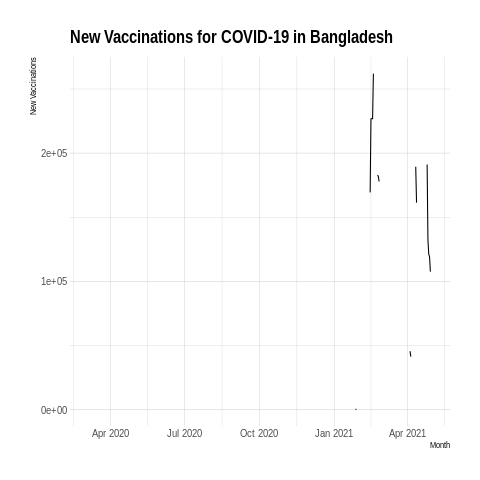 New Vaccinations for COVID-19 in Bangladesh
New Vaccinations
2e+05
1e+05
0e+00
Apr 2020 Jul 2020 Oct 2020 Jan 2021 Apr 2021
Month